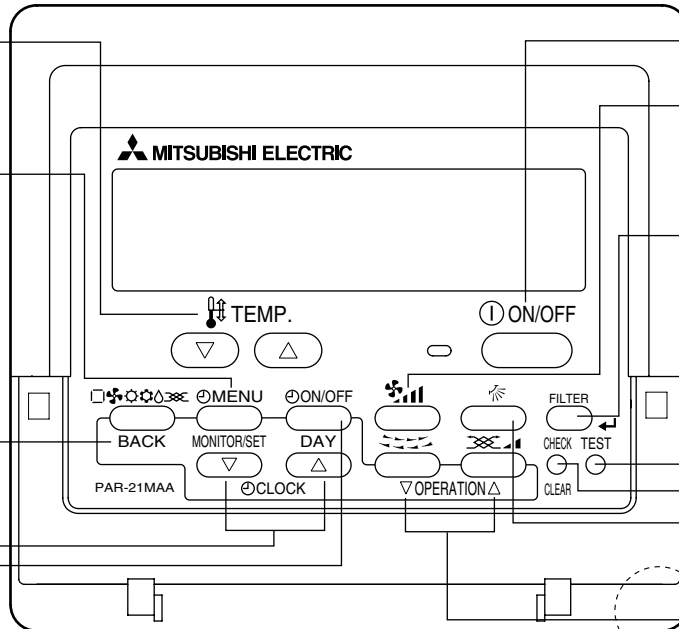 MITSUBISHI ELECTRIC
TEMP.
ON/OFF
MENU
ON/OFF
FILTER
BACK
MONITOR/SET
DAY
CHECK
TEST
PAR-21MAA
CLOCK
OPERATION
CLEAR